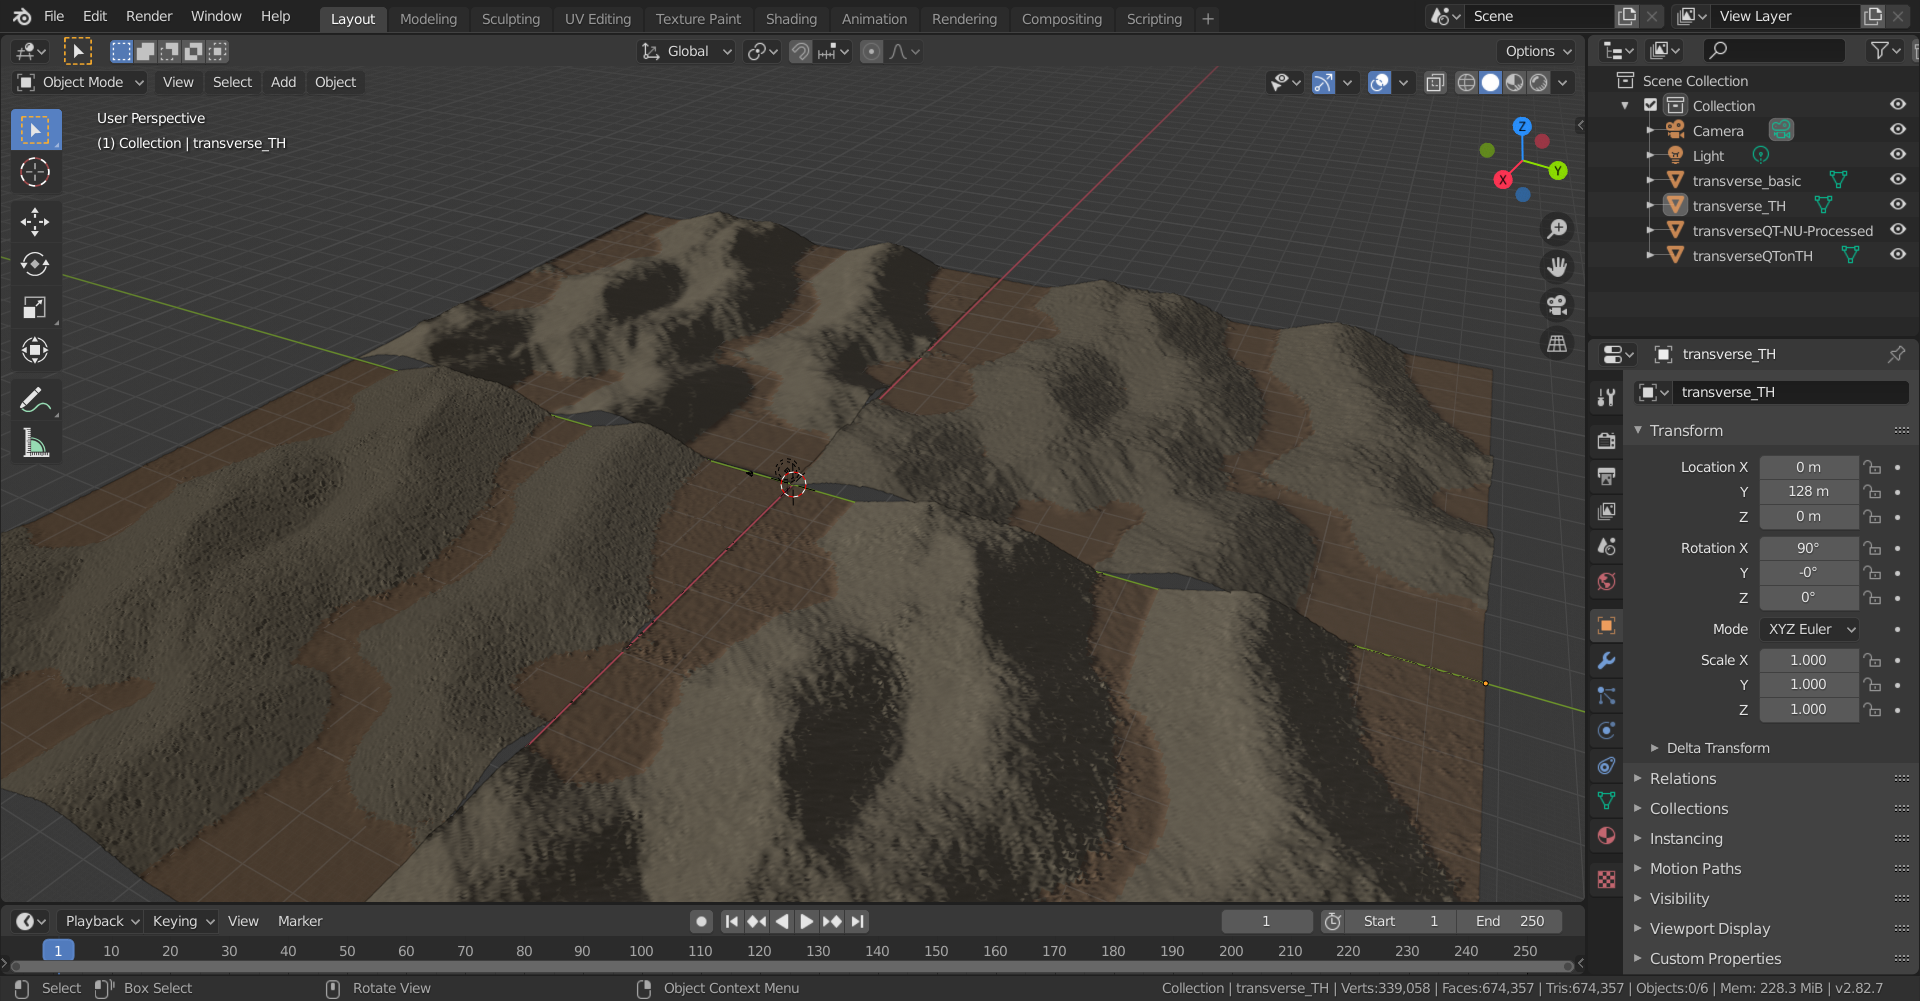 File Edit Render Window Help Layout Modeling Sculpting UV Editing Texture Paint Shading Animation Rendering Compositing Scripting + Scene View Layer
Global Options
Object Mode View Select Add Object
User Perspective
(1) Collection | transverse_TH
Z
Y
X
Scene Collection
Collection
Camera
Light
transverse_basic
transverse_TH
transverseQT-NU-Processed
transverseQTonTH
transverse_TH
transverse_TH
Transform
Location X 0 m
Y 128 m
Z 0 m
Rotation X 90°
Y -0°
Z 0°
Mode XYZ Euler
Scale X 1.000
Y 1.000
Z 1.000
Delta Transform
Relations
Collections
Instancing
Motion Paths
Visibility
Viewport Display
Custom Properties
Playback Keying View Marker 1 Start 1 End 250
1 10 20 30 40 50 60 70 80 90 100 110 120 130 140 150 160 170 180 190 200 210 220 230 240 250
Select Box Select Rotate View Object Context Menu Collection | transverse_TH | Verts:339,058 | Faces:674,357 | Tris:674,357 | Objects:0/6 | Mem: 228.3 MiB | v2.82.7